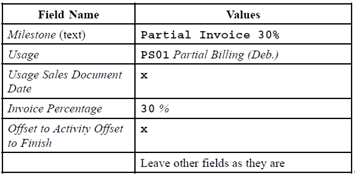 Field Name Values
Milestone (text) Partial Invoice 30%
Usage PS01 Partial Billing (Deb.)
Usage Sales Document x
Date
Invoice Percentage 30 %
Offset to Activity Offset x
to Finish
Leave other fields as they are